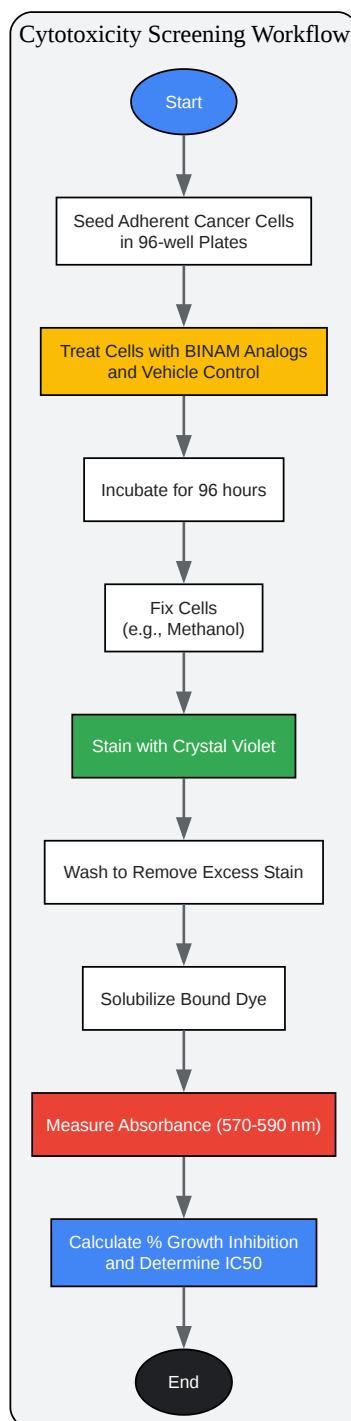 Cytotoxicity Screening Workflow
Start
Seed Adherent Cancer Cells
in 96-well Plates
Treat Cells with BINAM Analogs
and Vehicle Control
Incubate for 96 hours
Fix Cells
(e.g., Methanol)
Stain with Crystal Violet
Wash to Remove Excess Stain
Solubilize Bound Dye
Measure Absorbance (570-590 nm)
Calculate % Growth Inhibition
and Determine IC50
End